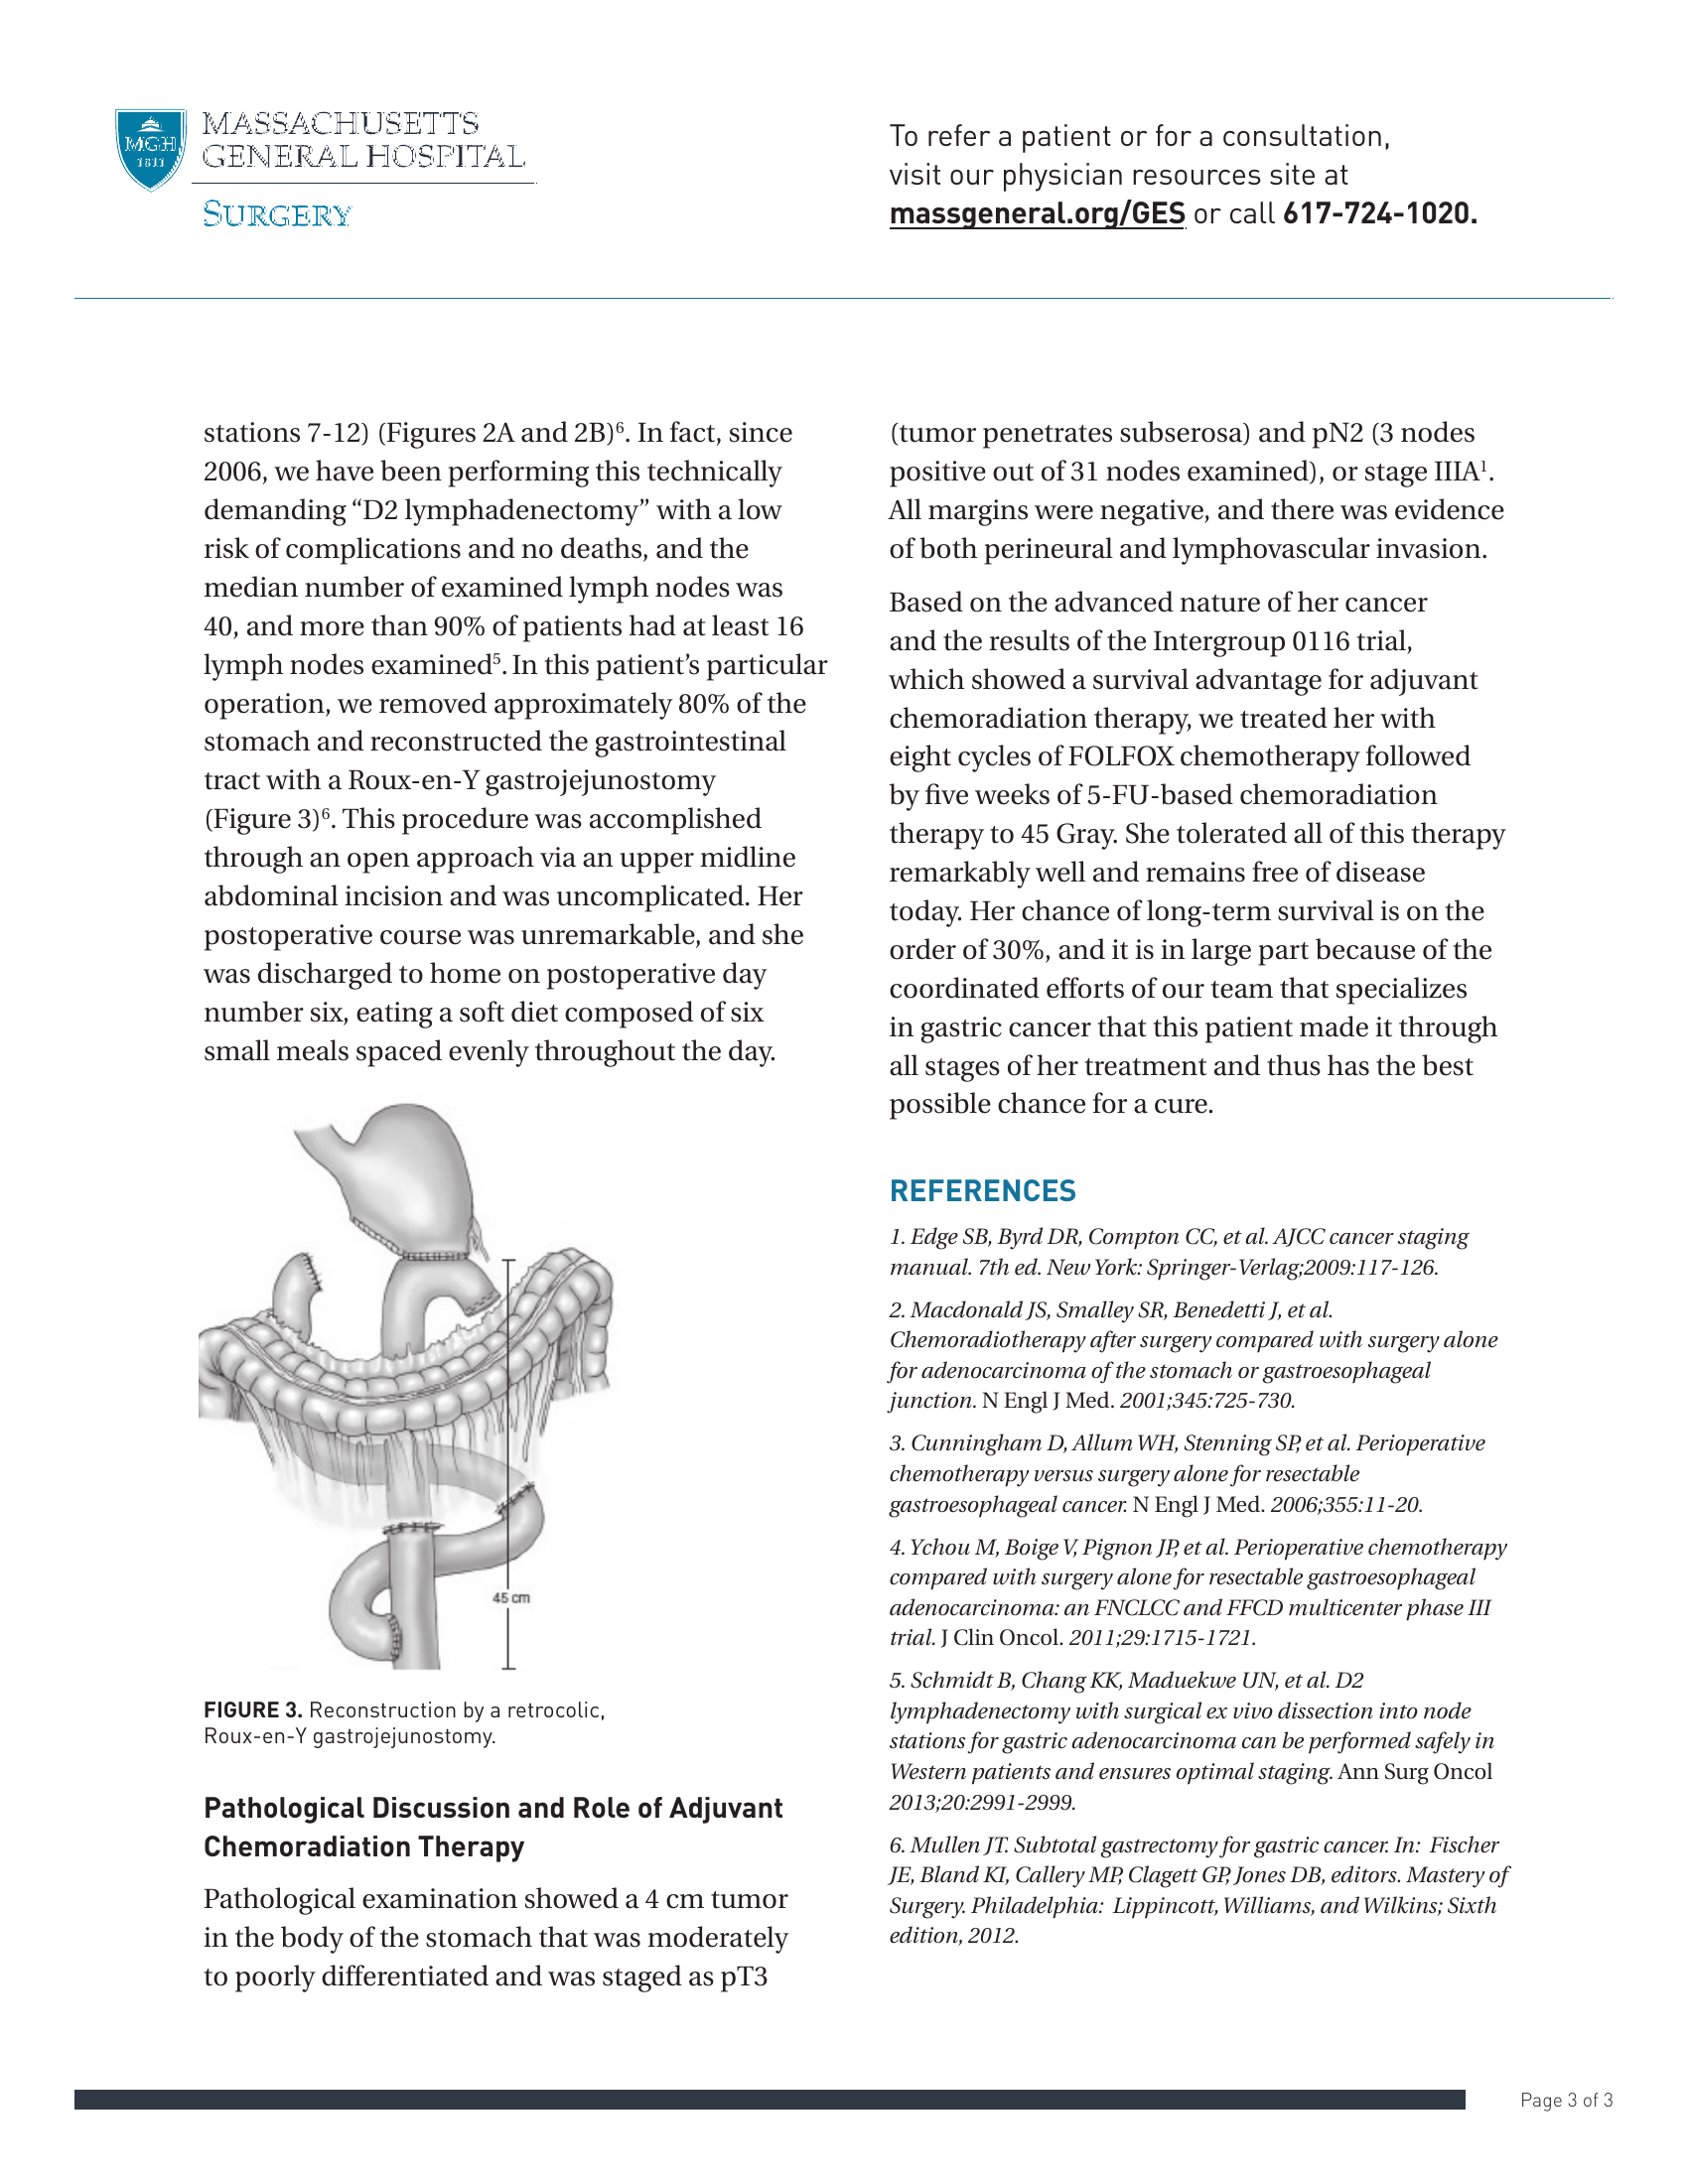 MGH
1811
MASSACHUSETTS
GENERAL HOSPITAL
SURGERY
To refer a patient or for a consultation,
visit our physician resources site at
massgeneral.org/GES or call 617-724-1020.
stations 7-12) (Figures 2A and 2B)⁶. In fact, since
2006, we have been performing this technically
demanding “D2 lymphadenectomy” with a low
risk of complications and no deaths, and the
median number of examined lymph nodes was
40, and more than 90% of patients had at least 16
lymph nodes examined⁵. In this patient’s particular
operation, we removed approximately 80% of the
stomach and reconstructed the gastrointestinal
tract with a Roux-en-Y gastrojejunostomy
(Figure 3)⁶. This procedure was accomplished
through an open approach via an upper midline
abdominal incision and was uncomplicated. Her
postoperative course was unremarkable, and she
was discharged to home on postoperative day
number six, eating a soft diet composed of six
small meals spaced evenly throughout the day.
45 cm
FIGURE 3. Reconstruction by a retrocolic,
Roux-en-Y gastrojejunostomy.
Pathological Discussion and Role of Adjuvant
Chemoradiation Therapy
Pathological examination showed a 4 cm tumor
in the body of the stomach that was moderately
to poorly differentiated and was staged as pT3
(tumor penetrates subserosa) and pN2 (3 nodes
positive out of 31 nodes examined), or stage IIIA¹.
All margins were negative, and there was evidence
of both perineural and lymphovascular invasion.
Based on the advanced nature of her cancer
and the results of the Intergroup 0116 trial,
which showed a survival advantage for adjuvant
chemoradiation therapy, we treated her with
eight cycles of FOLFOX chemotherapy followed
by five weeks of 5-FU-based chemoradiation
therapy to 45 Gray. She tolerated all of this therapy
remarkably well and remains free of disease
today. Her chance of long-term survival is on the
order of 30%, and it is in large part because of the
coordinated efforts of our team that specializes
in gastric cancer that this patient made it through
all stages of her treatment and thus has the best
possible chance for a cure.
REFERENCES
1. Edge SB, Byrd DR, Compton CC, et al. AJCC cancer staging
manual. 7th ed. New York: Springer-Verlag;2009:117-126.
2. Macdonald JS, Smalley SR, Benedetti J, et al.
Chemoradiotherapy after surgery compared with surgery alone
for adenocarcinoma of the stomach or gastroesophageal
junction. N Engl J Med. 2001;345:725-730.
3. Cunningham D, Allum WH, Stenning SP, et al. Perioperative
chemotherapy versus surgery alone for resectable
gastroesophageal cancer. N Engl J Med. 2006;355:11-20.
4. Ychou M, Boige V, Pignon JP, et al. Perioperative chemotherapy
compared with surgery alone for resectable gastroesophageal
adenocarcinoma: an FNCLCC and FFCD multicenter phase III
trial. J Clin Oncol. 2011;29:1715-1721.
5. Schmidt B, Chang KK, Maduekwe UN, et al. D2
lymphadenectomy with surgical ex vivo dissection into node
stations for gastric adenocarcinoma can be performed safely in
Western patients and ensures optimal staging. Ann Surg Oncol
2013;20:2991-2999.
6. Mullen JT. Subtotal gastrectomy for gastric cancer. In: Fischer
JE, Bland KI, Callery MP, Clagett GP, Jones DB, editors. Mastery of
Surgery. Philadelphia: Lippincott, Williams, and Wilkins; Sixth
edition, 2012.
Page 3 of 3